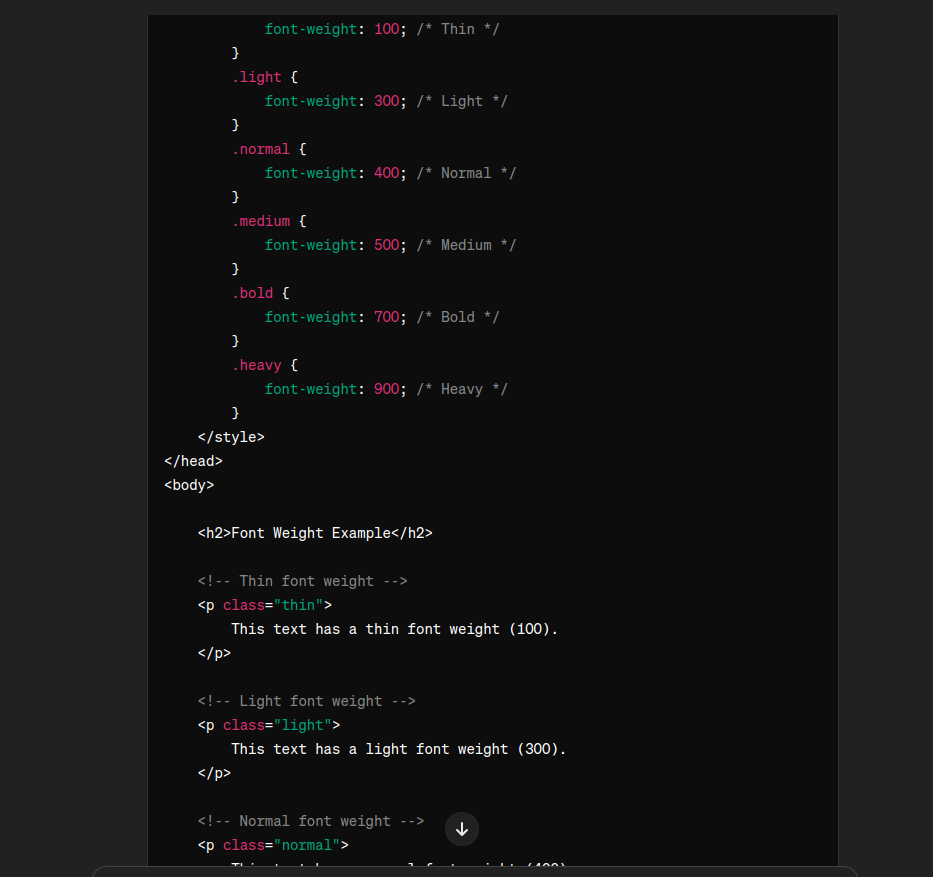 font-weight: 100; /* Thin */
}
.light {
font-weight: 300; /* Light */
}
.normal {
font-weight: 400; /* Normal */
}
.medium {
font-weight: 500; /* Medium */
}
.bold {
font-weight: 700; /* Bold */
}
.heavy {
font-weight: 900; /* Heavy */
}
</style>
</head>
<body>
<h2>Font Weight Example</h2>
<!-- Thin font weight -->
<p class="thin">
This text has a thin font weight (100).
</p>
<!-- Light font weight -->
<p class="light">
This text has a light font weight (300).
</p>
<!-- Normal font weight -->
<p class="normal">